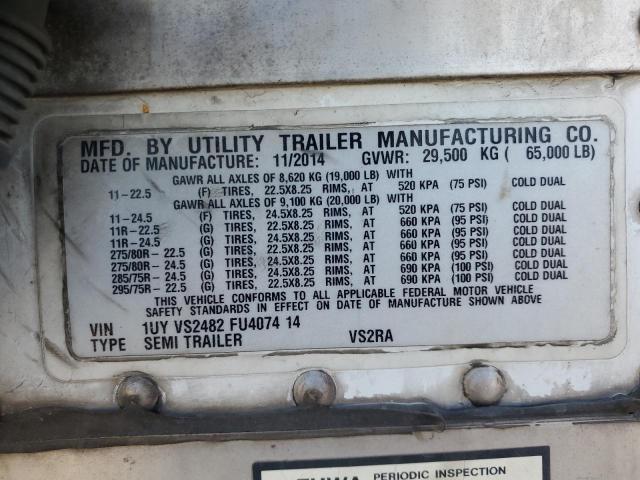 MFD. BY UTILITY TRAILER MANUFACTURING CO.
DATE OF MANUFACTURE: 11/2014 GVWR: 29,500 KG ( 65,000 LB)
GAWR ALL AXLES OF 8,620 KG (19,000 LB) WITH
11-22.5 (F) TIRES, 22.5X8.25 RIMS, AT 520 KPA (75 PSI) COLD DUAL
GAWR ALL AXLES OF 9,100 KG (20,000 LB) WITH
11-24.5 (F) TIRES, 24.5X8.25 RIMS, AT 520 KPA (75 PSI) COLD DUAL
11R-22.5 (G) TIRES, 22.5X8.25 RIMS, AT 660 KPA (95 PSI) COLD DUAL
11R-24.5 (G) TIRES, 24.5X8.25 RIMS, AT 660 KPA (95 PSI) COLD DUAL
275/80R- 22.5 (G) TIRES, 22.5X8.25 RIMS, AT 660 KPA (95 PSI) COLD DUAL
275/80R- 24.5 (G) TIRES, 24.5X8.25 RIMS, AT 660 KPA (95 PSI) COLD DUAL
285/75R- 24.5 (G) TIRES, 24.5X8.25 RIMS, AT 690 KPA (100 PSI) COLD DUAL
295/75R- 22.5 (G) TIRES, 22.5X8.25 RIMS, AT 690 KPA (100 PSI) COLD DUAL
THIS VEHICLE CONFORMS TO ALL APPLICABLE FEDERAL MOTOR VEHICLE
SAFETY STANDARDS IN EFFECT ON DATE OF MANUFACTURE SHOWN ABOVE
VIN 1UY VS2482 FU4074 14
TYPE SEMI TRAILER VS2RA
FHWA PERIODIC INSPECTION